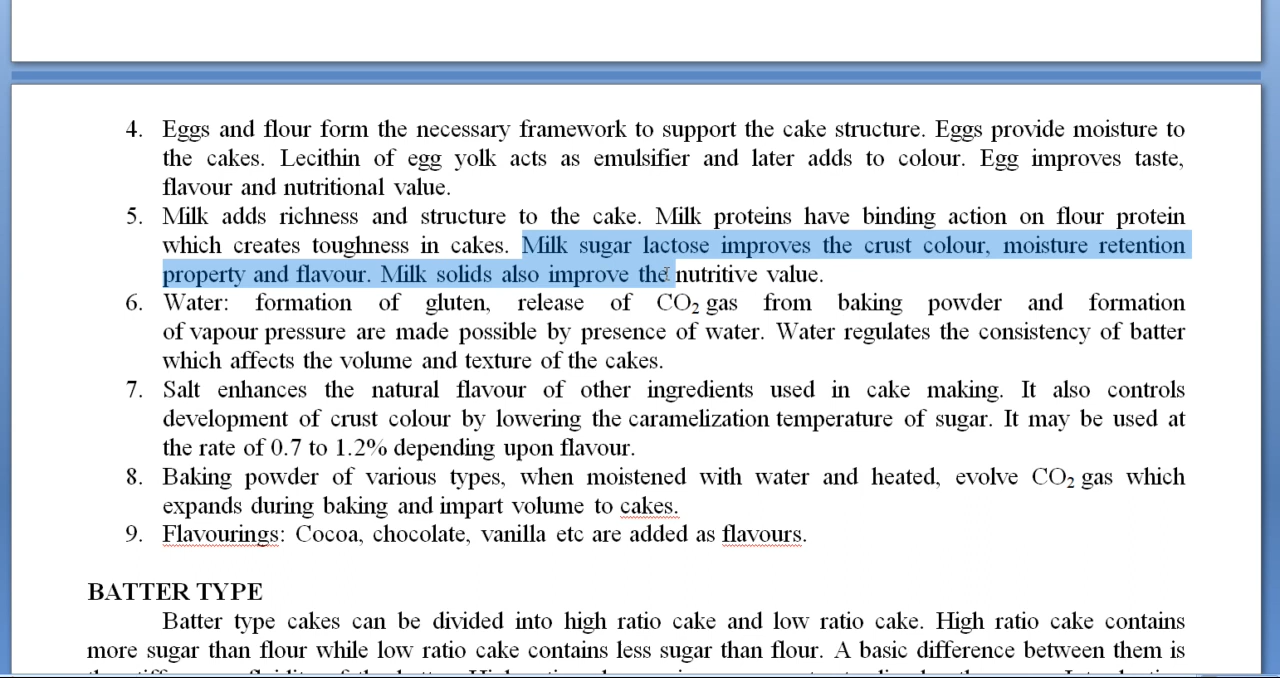 4. Eggs and flour form the necessary framework to support the cake structure. Eggs provide moisture to
the cakes. Lecithin of egg yolk acts as emulsifier and later adds to colour. Egg improves taste,
flavour and nutritional value.
5. Milk adds richness and structure to the cake. Milk proteins have binding action on flour protein
which creates toughness in cakes. Milk sugar lactose improves the crust colour, moisture retention
property and flavour. Milk solids also improve the nutritive value.
6. Water: formation of gluten, release of CO₂ gas from baking powder and formation
of vapour pressure are made possible by presence of water. Water regulates the consistency of batter
which affects the volume and texture of the cakes.
7. Salt enhances the natural flavour of other ingredients used in cake making. It also controls
development of crust colour by lowering the caramelization temperature of sugar. It may be used at
the rate of 0.7 to 1.2% depending upon flavour.
8. Baking powder of various types, when moistened with water and heated, evolve CO₂ gas which
expands during baking and impart volume to cakes.
9. Flavourings: Cocoa, chocolate, vanilla etc are added as flavours.
BATTER TYPE
Batter type cakes can be divided into high ratio cake and low ratio cake. High ratio cake contains
more sugar than flour while low ratio cake contains less sugar than flour. A basic difference between them is